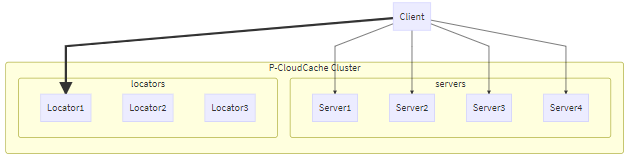 Client
P-CloudCache Cluster
locators
servers
Locator1
Locator2
Locator3
Server1
Server2
Server3
Server4